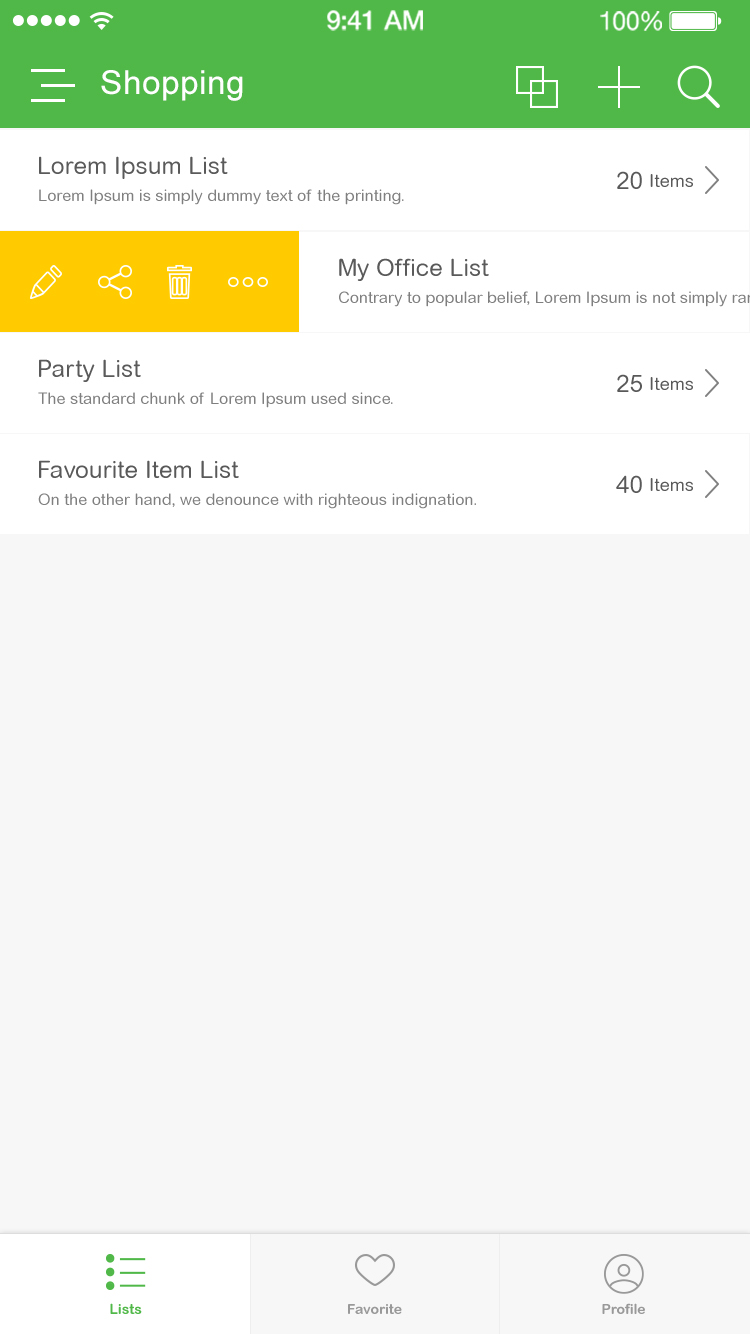 9:41 AM
100%
Shopping
Lorem Ipsum List
Lorem Ipsum is simply dummy text of the printing.
20 Items
My Office List
Contrary to popular belief, Lorem Ipsum is not simply
Party List
The standard chunk of Lorem Ipsum used since.
25 Items
Favourite Item List
On the other hand, we denounce with righteous indignation.
40 Items
Lists
Favorite
Profile